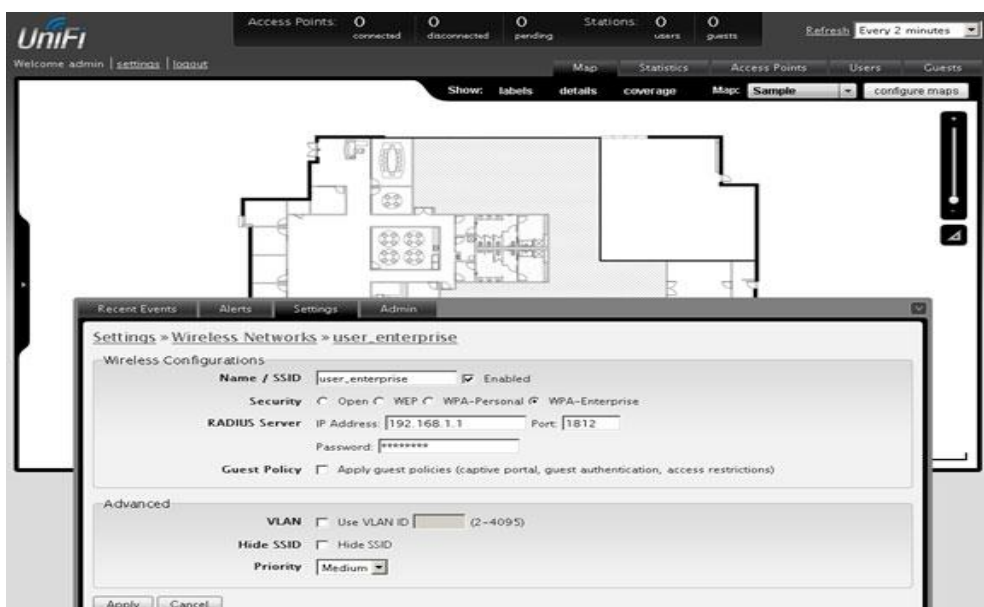 UniFi
Access Points: 0 connected 0 disconnected 0 pending Stations: 0 users 0 guests
Refresh Every 2 minutes
Welcome admin | settings | logout
Map Statistics Access Points Users Guests
Show: labels details coverage Map: Sample configure maps
+
-
Recent Events Alerts Settings Admin
Settings » Wireless Networks » user_enterprise
Wireless Configurations
Name / SSID user_enterprise Enabled
Security Open WEP WPA-Personal WPA-Enterprise
RADIUS Server IP Address: 192.168.1.1 Port: 1812
Password: ********
Guest Policy Apply guest policies (captive portal, guest authentication, access restrictions)
Advanced
VLAN Use VLAN ID (2-4095)
Hide SSID Hide SSID
Priority Medium
Apply Cancel